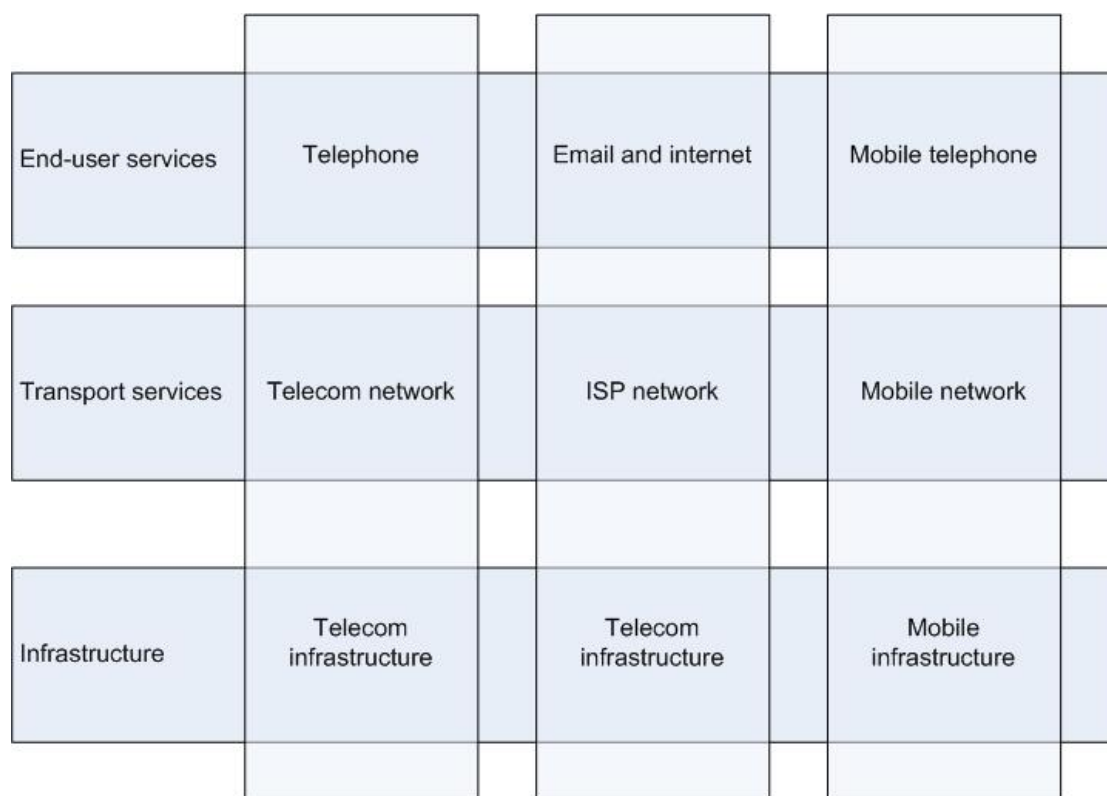 End-user services
Telephone
Email and internet
Mobile telephone
Transport services
Telecom network
ISP network
Mobile network
Infrastructure
Telecom
infrastructure
Telecom
infrastructure
Mobile
infrastructure